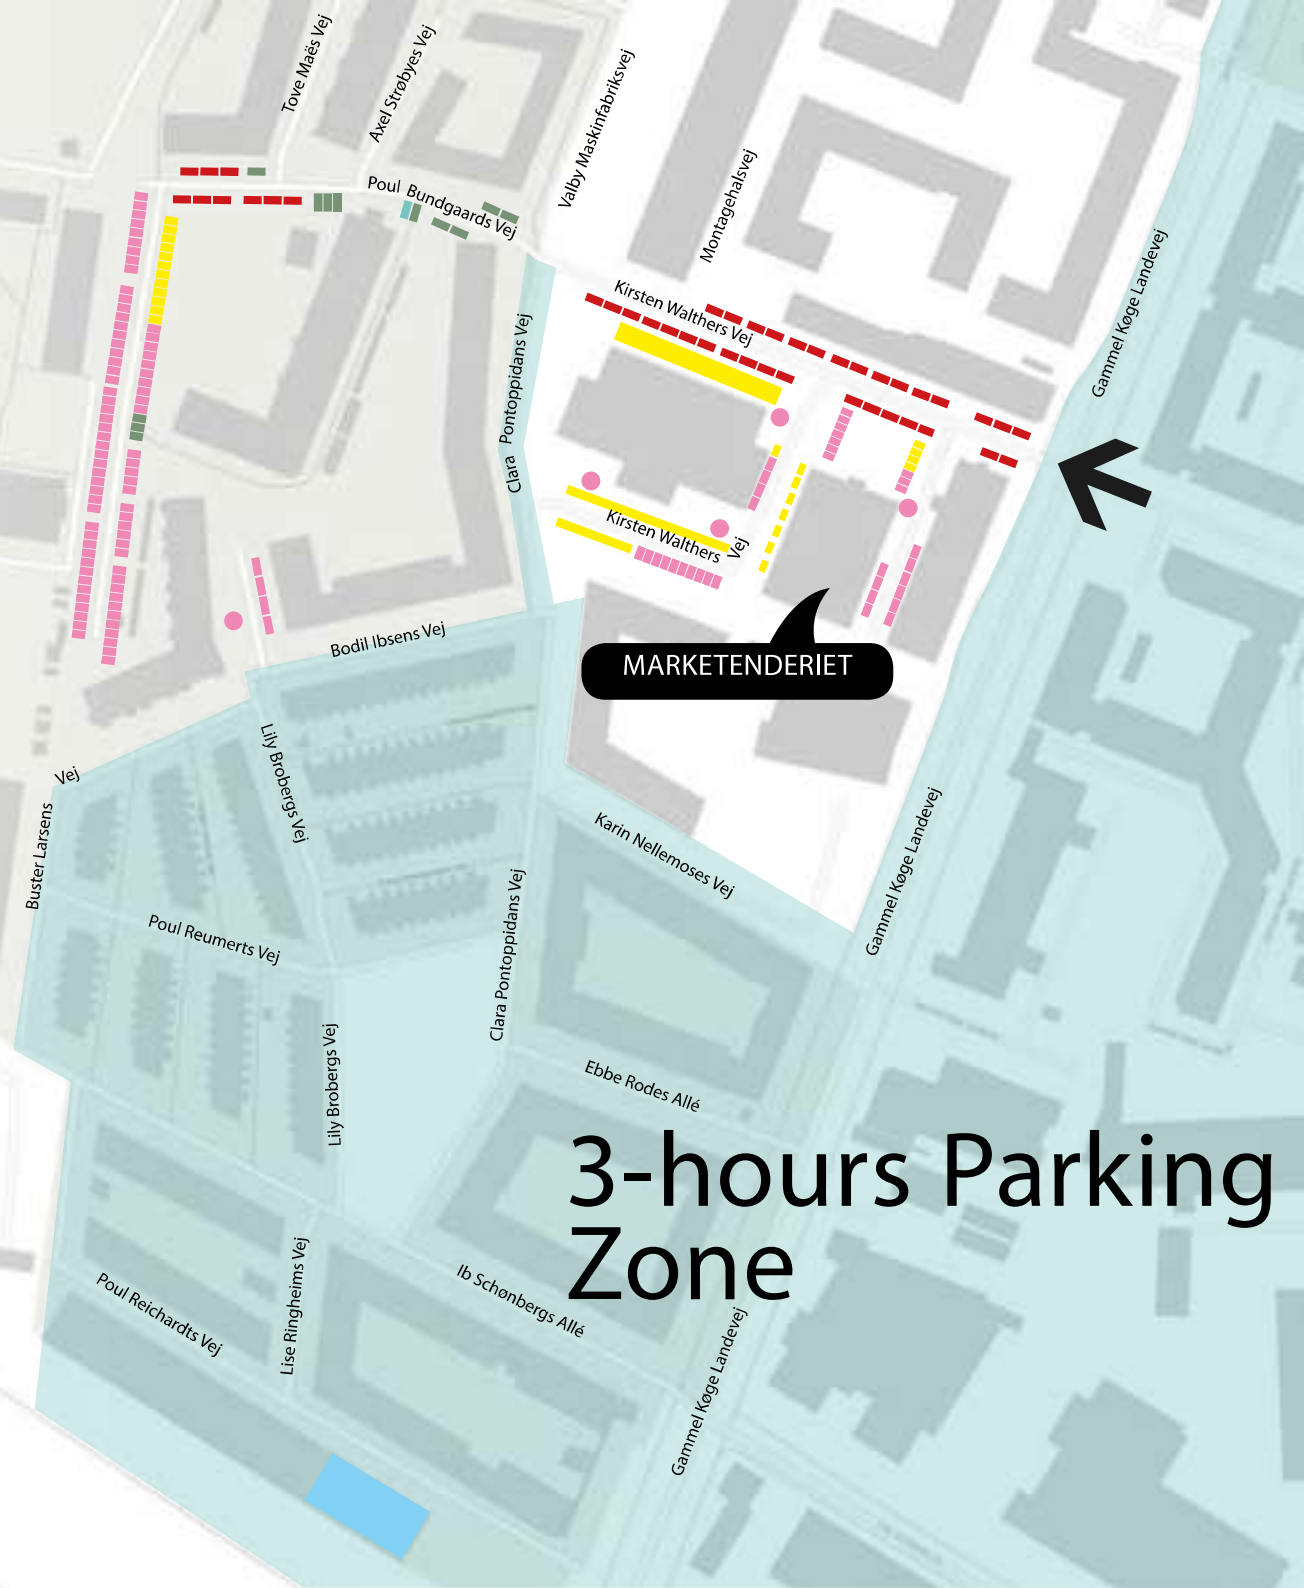 Tove Maës Vej
Axel Strøbyes Vej
Valby Maskinfabriksvej
Montagehalsvej
Poul Bundgaards Vej
Gammel Køge Landevej
Kirsten Walthers Vej
Clara Pontoppidans Vej
Kirsten Walthers Vej
Bodil Ibsens Vej
MARKETENDERIET
Lily Brobergs Vej
Buster Larsens Vej
Karin Nellemoses Vej
Gammel Køge Landevej
Clara Pontoppidans Vej
Poul Reumerts Vej
Lily Brobergs Vej
Ebbe Rodes Allé
3-hours Parking
Zone
Lise Ringheims Vej
Ib Schønbergs Allé
Poul Reichardts Vej
Gammel Køge Landevej